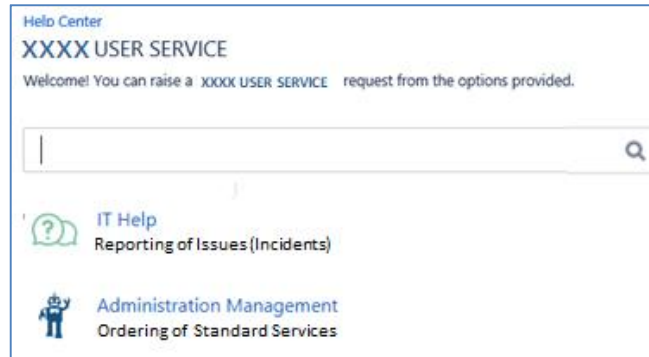 Help Center
XXXX USER SERVICE
Welcome! You can raise a XXXX USER SERVICE request from the options provided.
IT Help
Reporting of Issues (Incidents)
Administration Management
Ordering of Standard Services